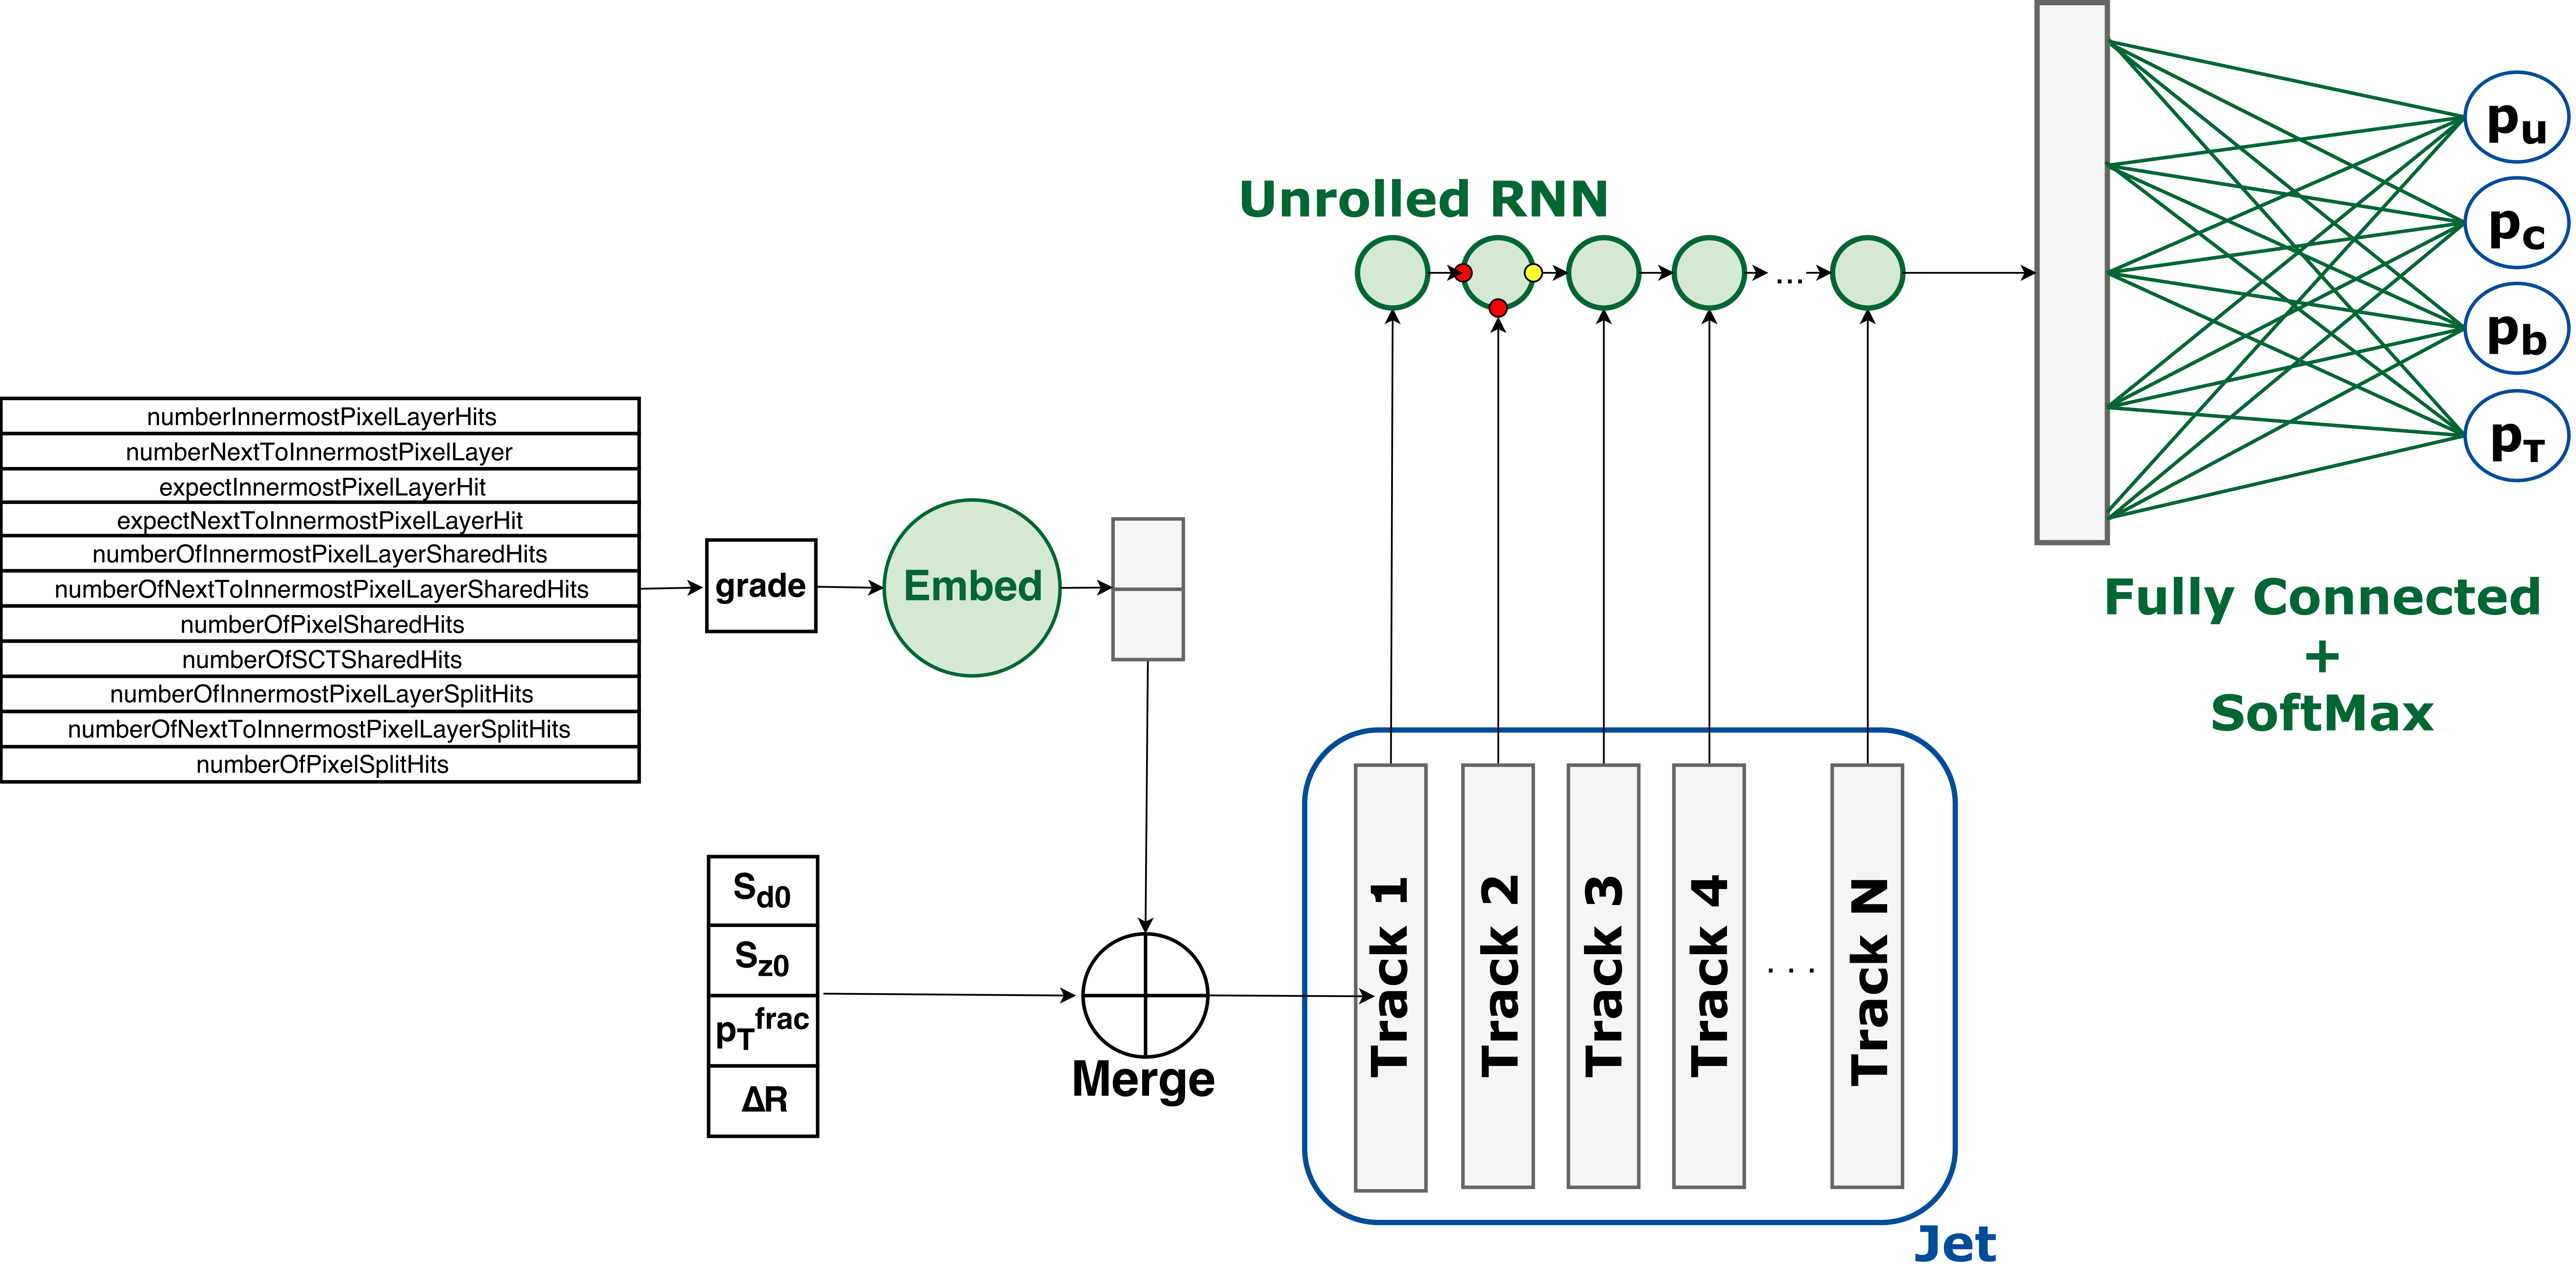 numberInnermostPixelLayerHits
numberNextToInnermostPixelLayer
expectInnermostPixelLayerHit
expectNextToInnermostPixelLayerHit
numberOfInnermostPixelLayerSharedHits
numberOfNextToInnermostPixelLayerSharedHits
numberOfPixelSharedHits
numberOfSCTSharedHits
numberOfInnermostPixelLayerSplitHits
numberOfNextToInnermostPixelLayerSplitHits
numberOfPixelSplitHits
grade
Embed
Sd0
Sz0
pTfrac
ΔR
Merge
Unrolled RNN
...
Track 1
Track 2
Track 3
Track 4
. . .
Track N
Jet
pu
pc
pb
pτ
Fully Connected
+
SoftMax